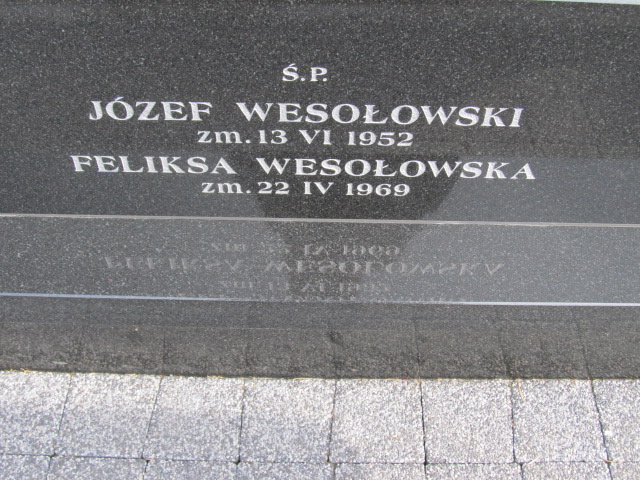 Ś.P.
JÓZEF WESOŁOWSKI
zm. 13 VI 1952
FELIKSA WESOŁOWSKA
zm. 22 IV 1969